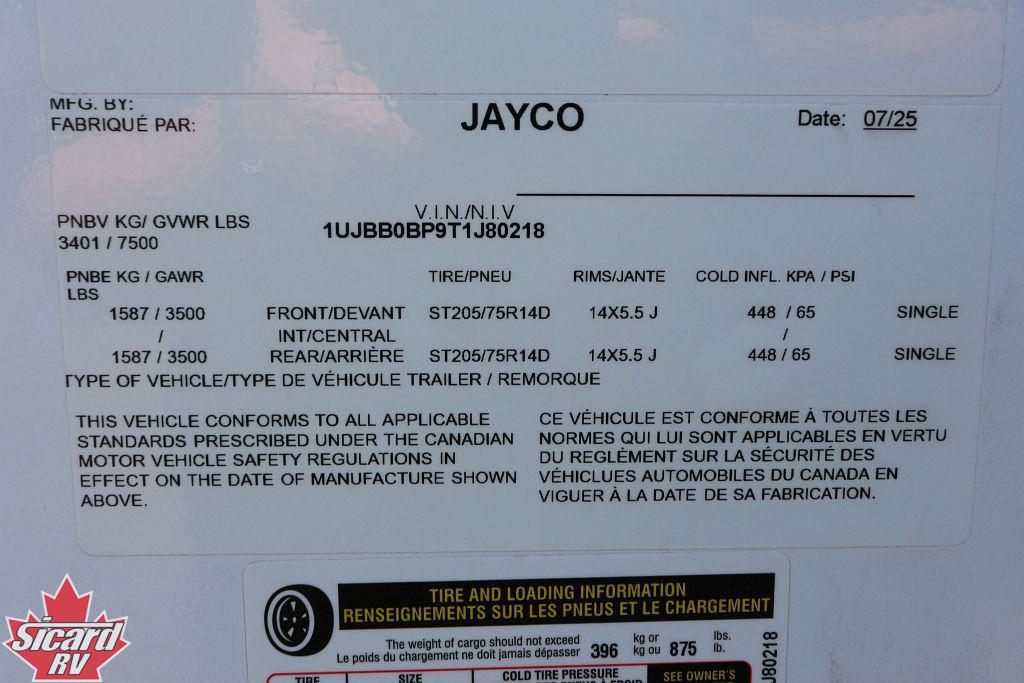 MFG. BY:
FABRIQUÉ PAR:
JAYCO
Date: 07/25
V.I.N./N.I.V
PNBV KG/ GVWR LBS
1UJBB0BP9T1J80218
3401 / 7500
PNBE KG / GAWR TIRE/PNEU RIMS/JANTE COLD INFL. KPA / PSI
LBS
1587 / 3500 FRONT/DEVANT ST205/75R14D 14X5.5 J 448 / 65 SINGLE
/ INT/CENTRAL /
1587 / 3500 REAR/ARRIÈRE ST205/75R14D 14X5.5 J 448 / 65 SINGLE
TYPE OF VEHICLE/TYPE DE VÉHICULE TRAILER / REMORQUE
THIS VEHICLE CONFORMS TO ALL APPLICABLE
STANDARDS PRESCRIBED UNDER THE CANADIAN
MOTOR VEHICLE SAFETY REGULATIONS IN
EFFECT ON THE DATE OF MANUFACTURE SHOWN
ABOVE.
CE VÉHICULE EST CONFORME À TOUTES LES
NORMES QUI LUI SONT APPLICABLES EN VERTU
DU REGLÈMENT SUR LA SÉCURITÉ DES
VÉHICLUES AUTOMOBILES DU CANADA EN
VIGUER À LA DATE DE SA FABRICATION.
TIRE AND LOADING INFORMATION
RENSEIGNEMENTS SUR LES PNEUS ET LE CHARGEMENT
The weight of cargo should not exceed 396 kg or 875 lbs.
Le poids du chargement ne doit jamais dépasser kg ou lb.
TIRE SIZE COLD TIRE PRESSURE SEE OWNER'S
J80218
Sicard
RV